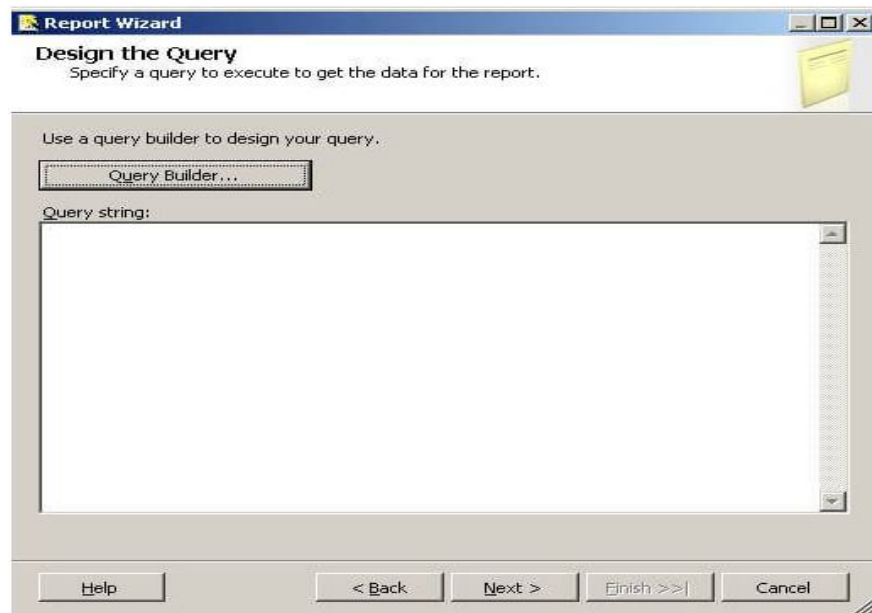 Report Wizard
Design the Query
Specify a query to execute to get the data for the report.
Use a query builder to design your query.
Query Builder...
Query string:
Help
< Back
Next >
Finish >>|
Cancel